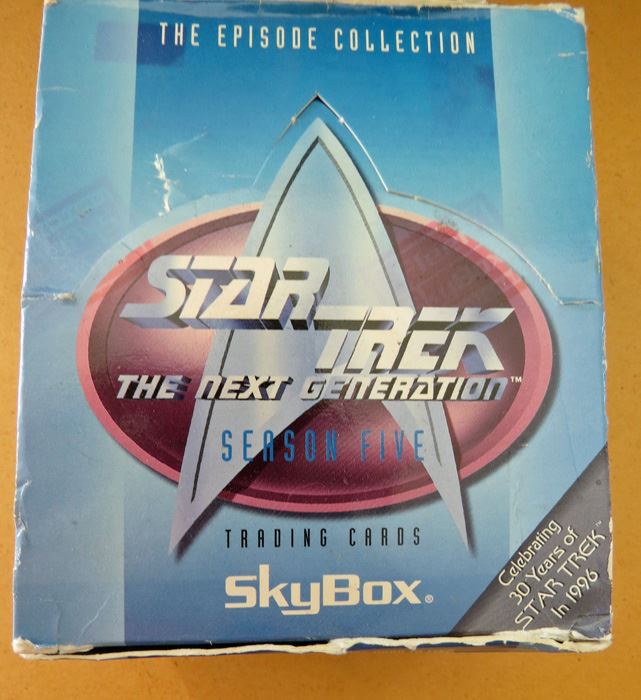 THE EPISODE COLLECTION
STAR
TREK
THE NEXT GENERATION™
SEASON FIVE
TRADING CARDS
SkyBox®
Celebrating
30 Years of
STAR TREK™
In 1996